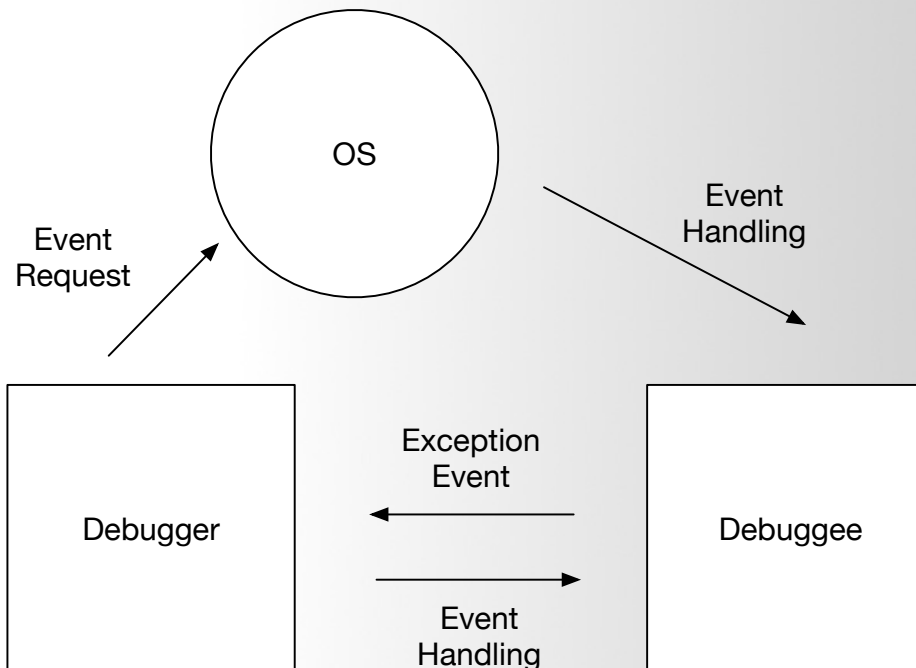 OS
Event
Handling
Event
Request
Exception
Event
Debugger
Debuggee
Event
Handling